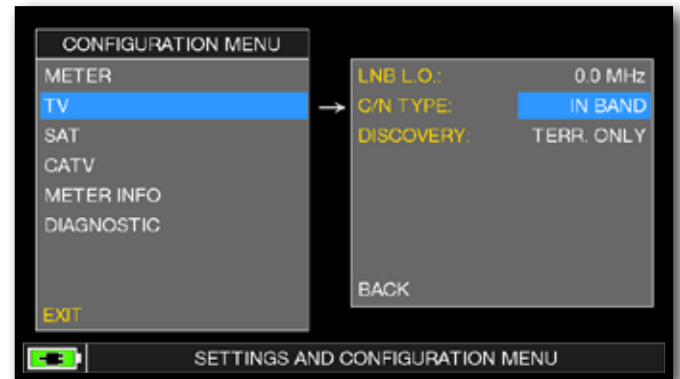 CONFIGURATION MENU
METER
TV
SAT
CATV
METER INFO
DIAGNOSTIC
EXIT
→
LNB L.O.: 0.0 MHz
C/N TYPE: IN BAND
DISCOVERY: TERR. ONLY
BACK
SETTINGS AND CONFIGURATION MENU